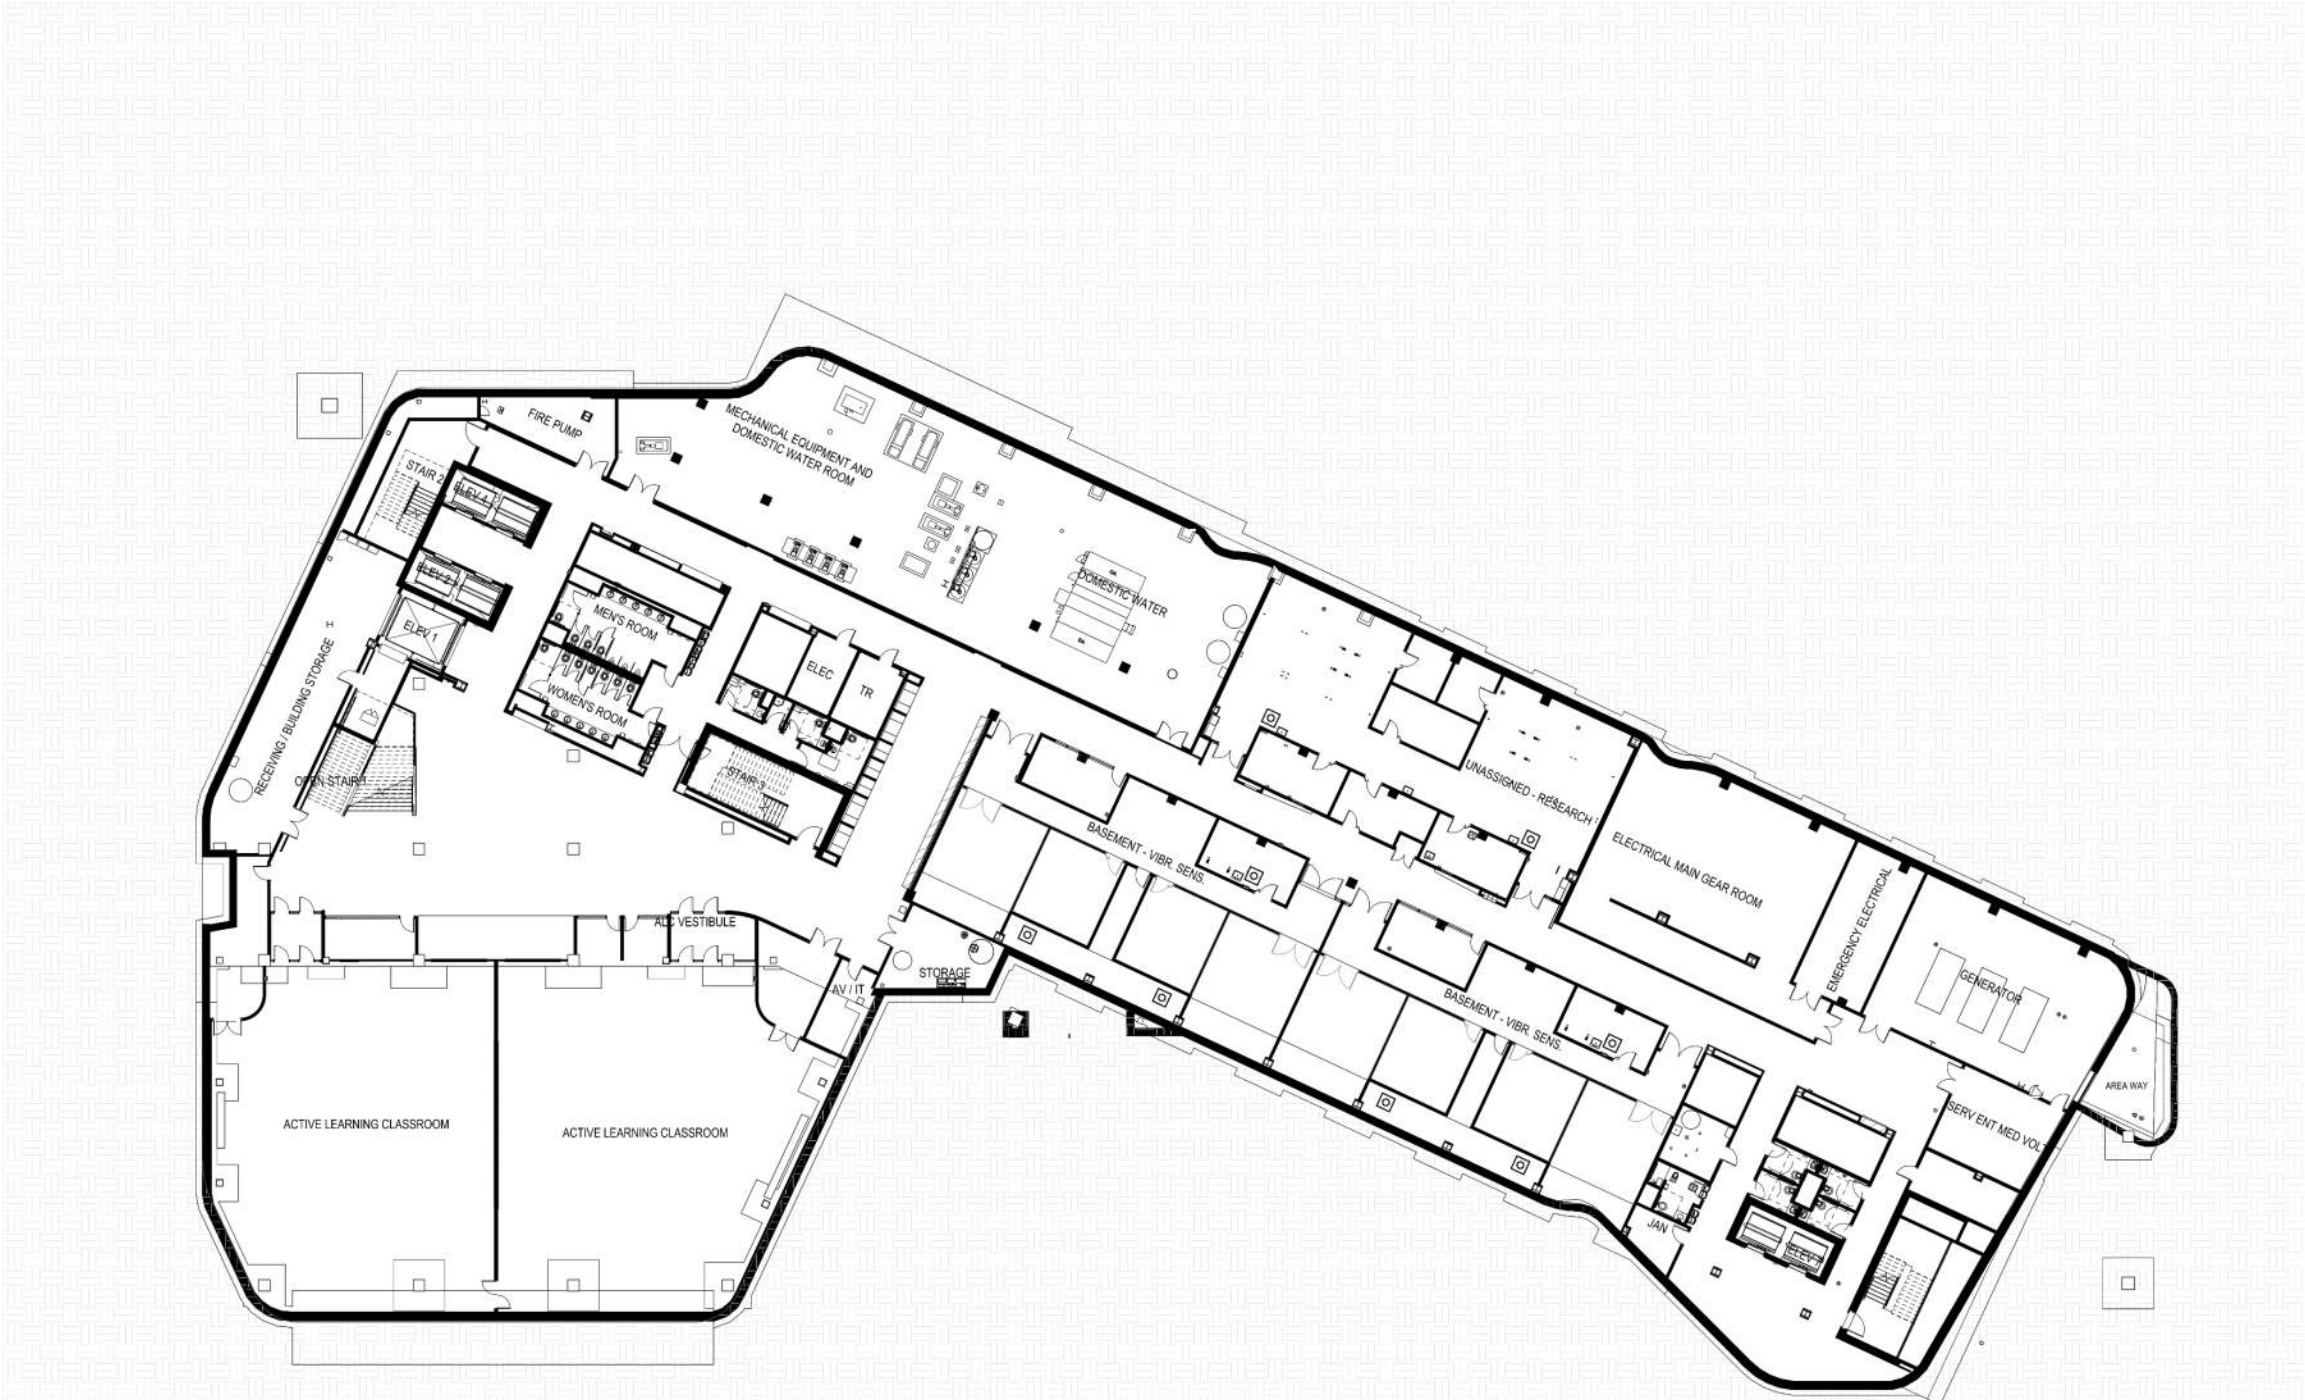 FIRE PUMP
MECHANICAL EQUIPMENT AND
DOMESTIC WATER ROOM
STAIR 2
ELEV 4
DOMESTIC WATER
MEN'S ROOM
ELEV 1
ELEC
TR
WOMEN'S ROOM
RECEIVING / BUILDING STORAGE
OPEN STAIR 1
STAIR 3
UNASSIGNED - RESEARCH
BASEMENT - VIBR. SENS.
ELECTRICAL MAIN GEAR ROOM
EMERGENCY ELECTRICAL
ALC VESTIBULE
STORAGE
AV / IT
GENERATOR
BASEMENT - VIBR. SENS.
AREA WAY
SERV ENT MED VOLT
ACTIVE LEARNING CLASSROOM
ACTIVE LEARNING CLASSROOM
JAN